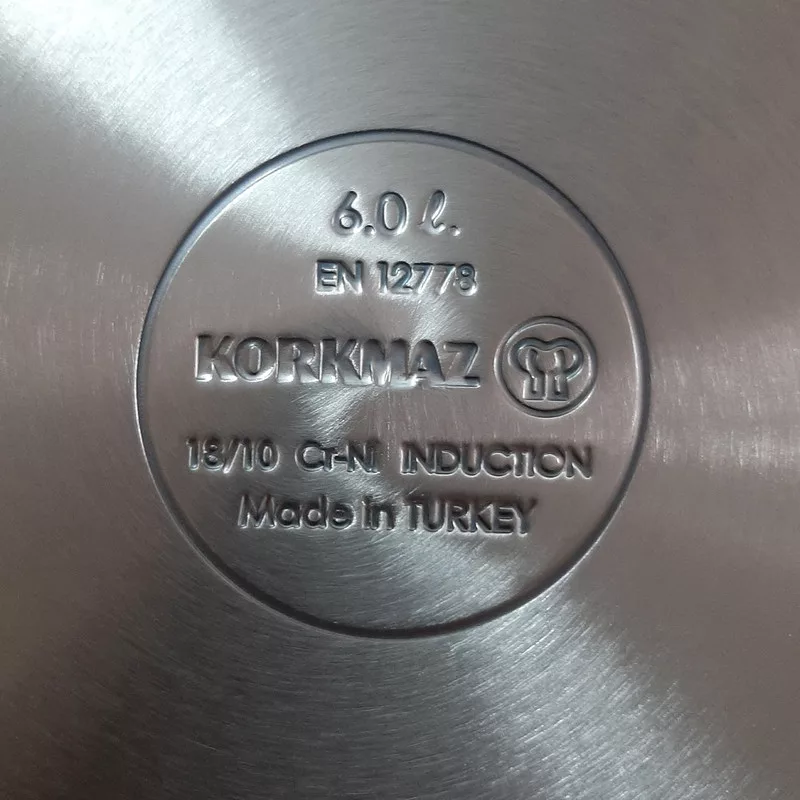 6.0 l.
EN 12778
KORKMAZ
18/10 Cr-Ni INDUCTION
Made in TURKEY